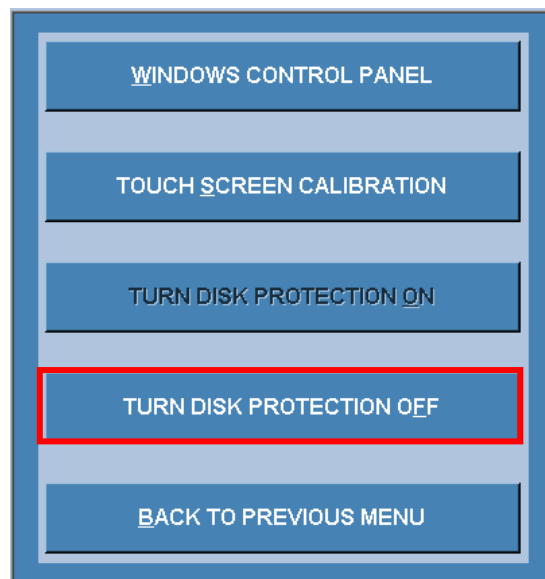 WINDOWS CONTROL PANEL
TOUCH SCREEN CALIBRATION
TURN DISK PROTECTION ON
TURN DISK PROTECTION OFF
BACK TO PREVIOUS MENU